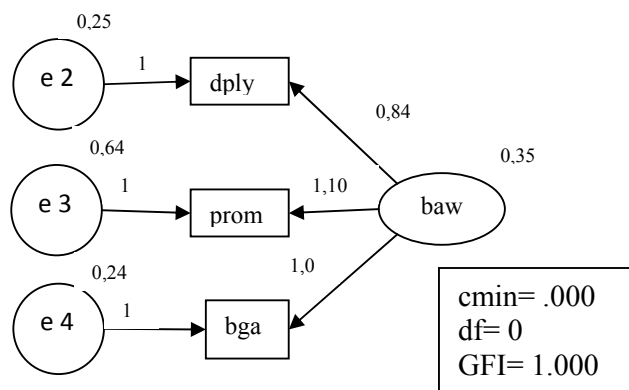 0,25
e 2
1
dply
0,84
0,64
0,35
e 3
1
prom
1,10
baw
0,24
1,0
e 4
1
bga
cmin= .000
df= 0
GFI= 1.000